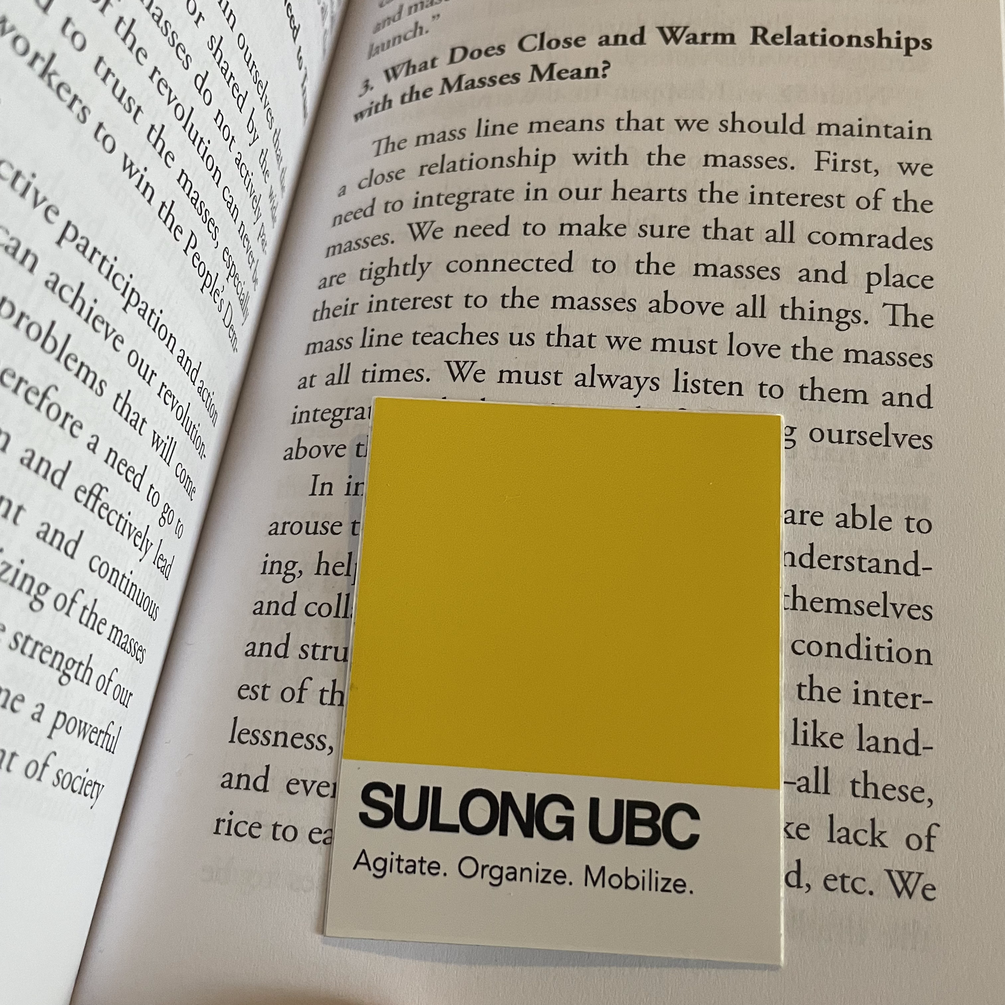 in ourselves that the
or shared by the wide
masses do not actively par-
f the revolution can never be
to trust the masses, especially
workers to win the People's Dem-
ctive participation and action
can achieve our revolution-
problems that will come
erefore a need to go to
n and effectively lead
nt and continuous
izing of the masses
e strength of our
me a powerful
nt of society
launch."
3. What Does Close and Warm Relationships
with the Masses Mean?
The mass line means that we should maintain
a close relationship with the masses. First, we
need to integrate in our hearts the interest of the
masses. We need to make sure that all comrades
are tightly connected to the masses and place
their interest to the masses above all things. The
mass line teaches us that we must love the masses
at all times. We must always listen to them and
integrat g ourselves
above t
In in are able to
arouse t nderstand-
ing, hel themselves
and coll condition
and stru the inter-
est of th like land-
lessness, —all these,
and eve ke lack of
rice to ea d, etc. We
SULONG UBC
Agitate. Organize. Mobilize.